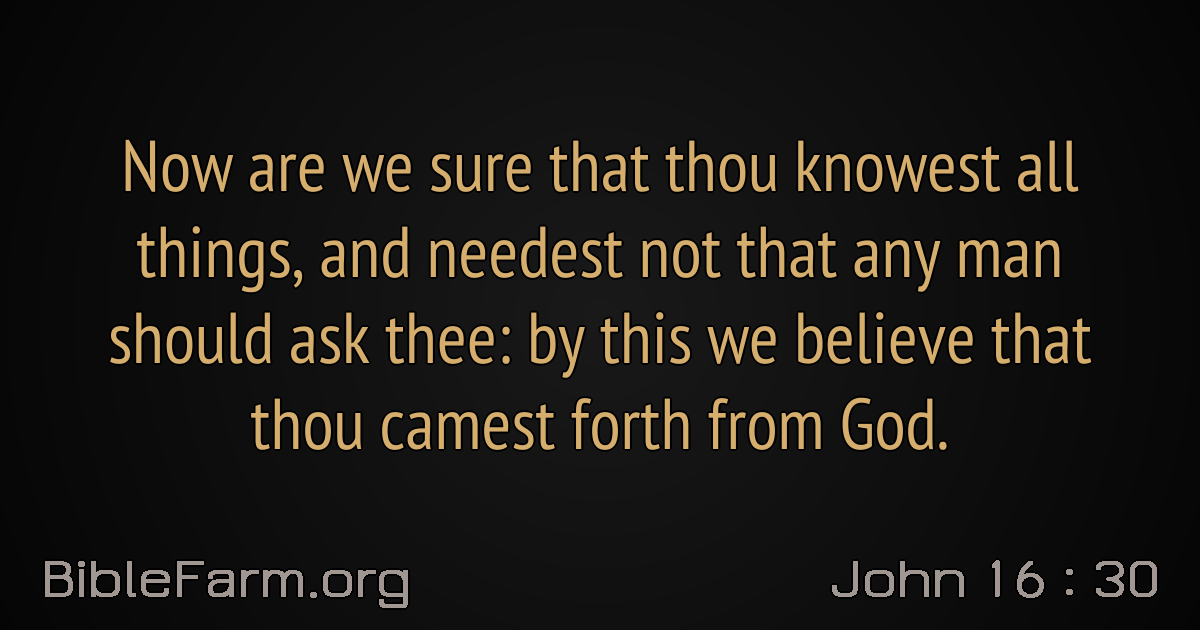 Now are we sure that thou knowest all
things, and needest not that any man
should ask thee: by this we believe that
thou camest forth from God.
BibleFarm.org
John 16 : 30